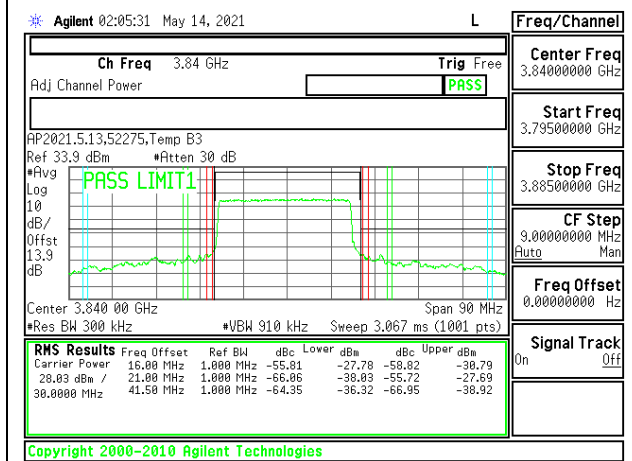 Agilent 02:05:31 May 14, 2021 L Freq/Channel
Ch Freq 3.84 GHz Trig Free
Adj Channel Power PASS
Center Freq
3.84000000 GHz
Start Freq
3.79500000 GHz
AP2021.5.13,52275,Temp B3
Ref 33.9 dBm #Atten 30 dB
#Avg
Log
10
dB/
Offst
13.9
dB
PASS LIMIT1
Stop Freq
3.88500000 GHz
CF Step
9.00000000 MHz
Auto Man
Freq Offset
0.00000000 Hz
Center 3.840 00 GHz Span 90 MHz
#Res BW 300 kHz #VBW 910 kHz Sweep 3.067 ms (1001 pts)
Signal Track
On Off
RMS Results Freq Offset Ref BW dBc Lower dBm dBc Upper dBm
Carrier Power 16.00 MHz 1.000 MHz -55.81 -27.78 -58.82 -30.79
28.03 dBm / 21.00 MHz 1.000 MHz -66.06 -38.03 -55.72 -27.69
30.0000 MHz 41.50 MHz 1.000 MHz -64.35 -36.32 -66.95 -38.92
Copyright 2000-2010 Agilent Technologies